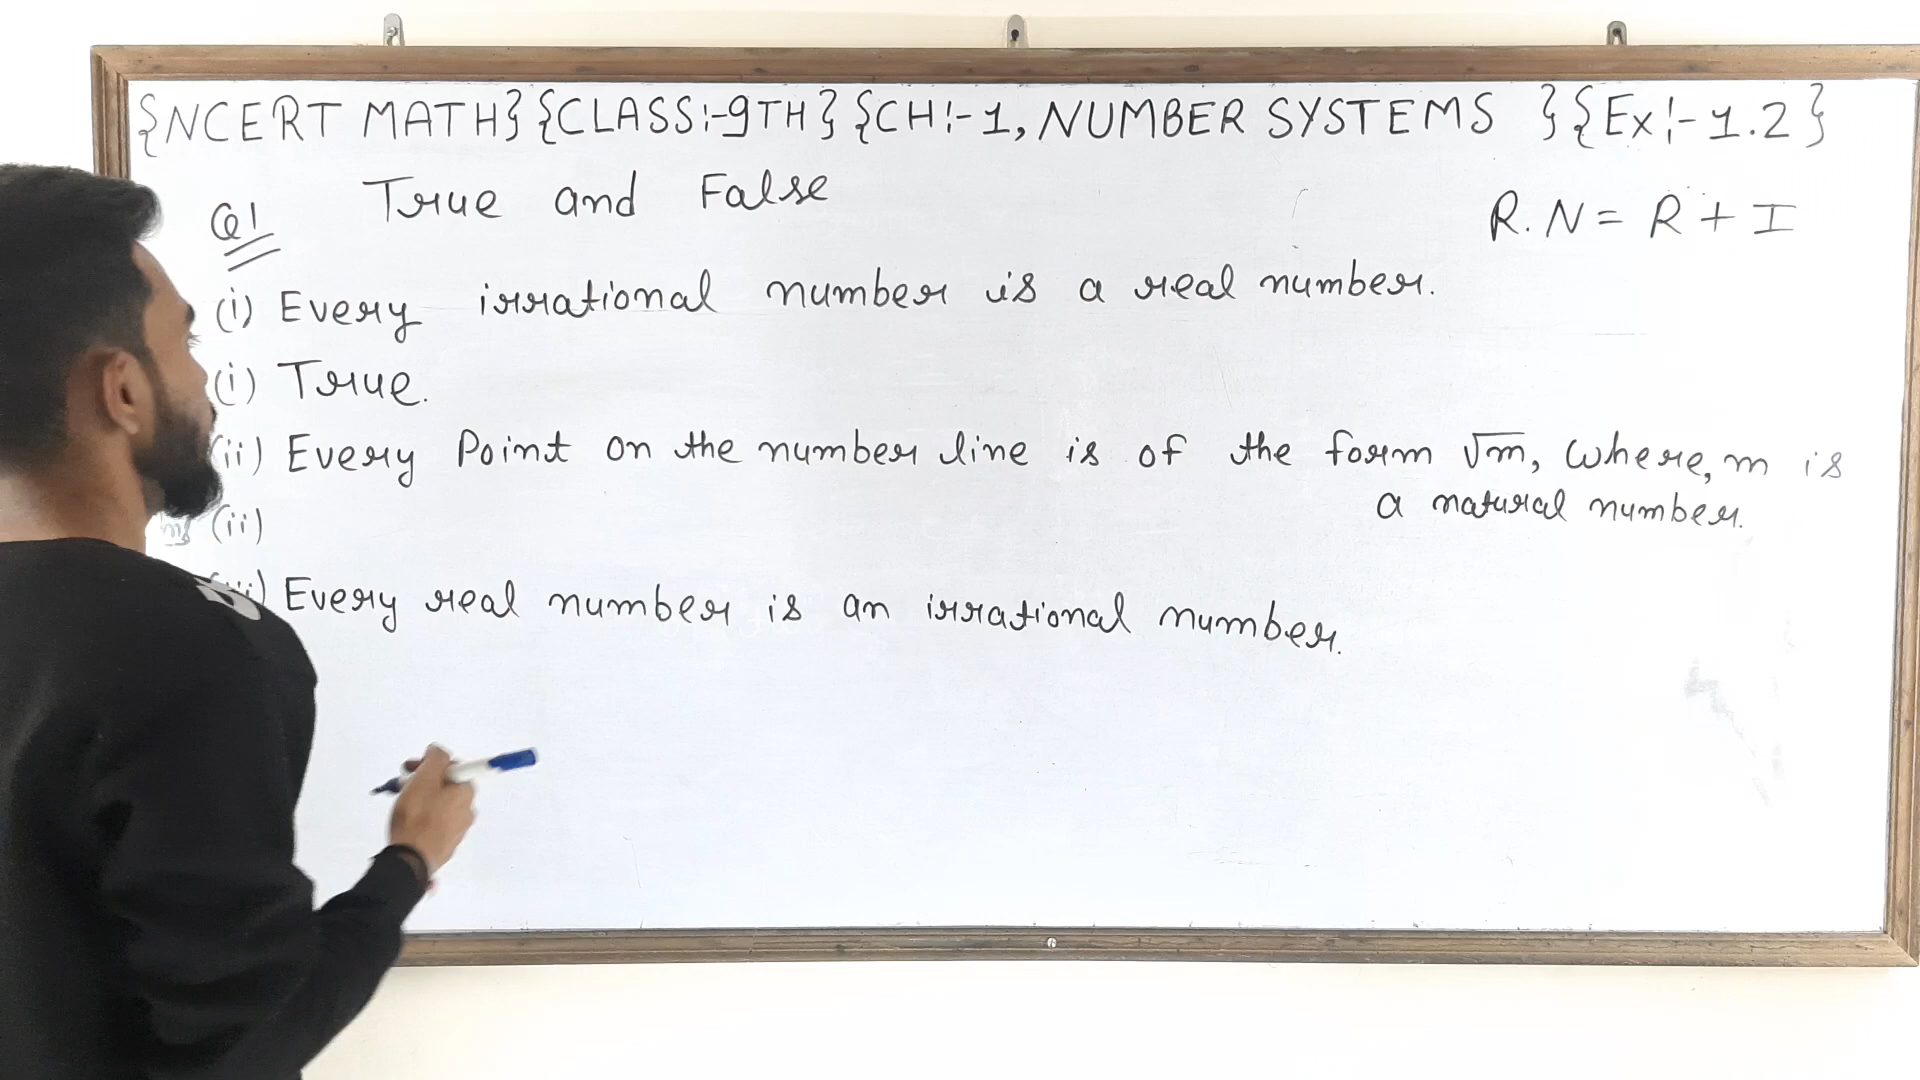 {NCERT MATH} {CLASS:-9TH} {CH:-1, NUMBER SYSTEMS } {Ex:-1.2}
Q1 True and False
R.N = R + I
(i) Every irrational number is a real number.
(i) True.
(ii) Every Point on the number line is of the form √m, where, m is
a natural number.
(ii)
Every real number is an irrational number.